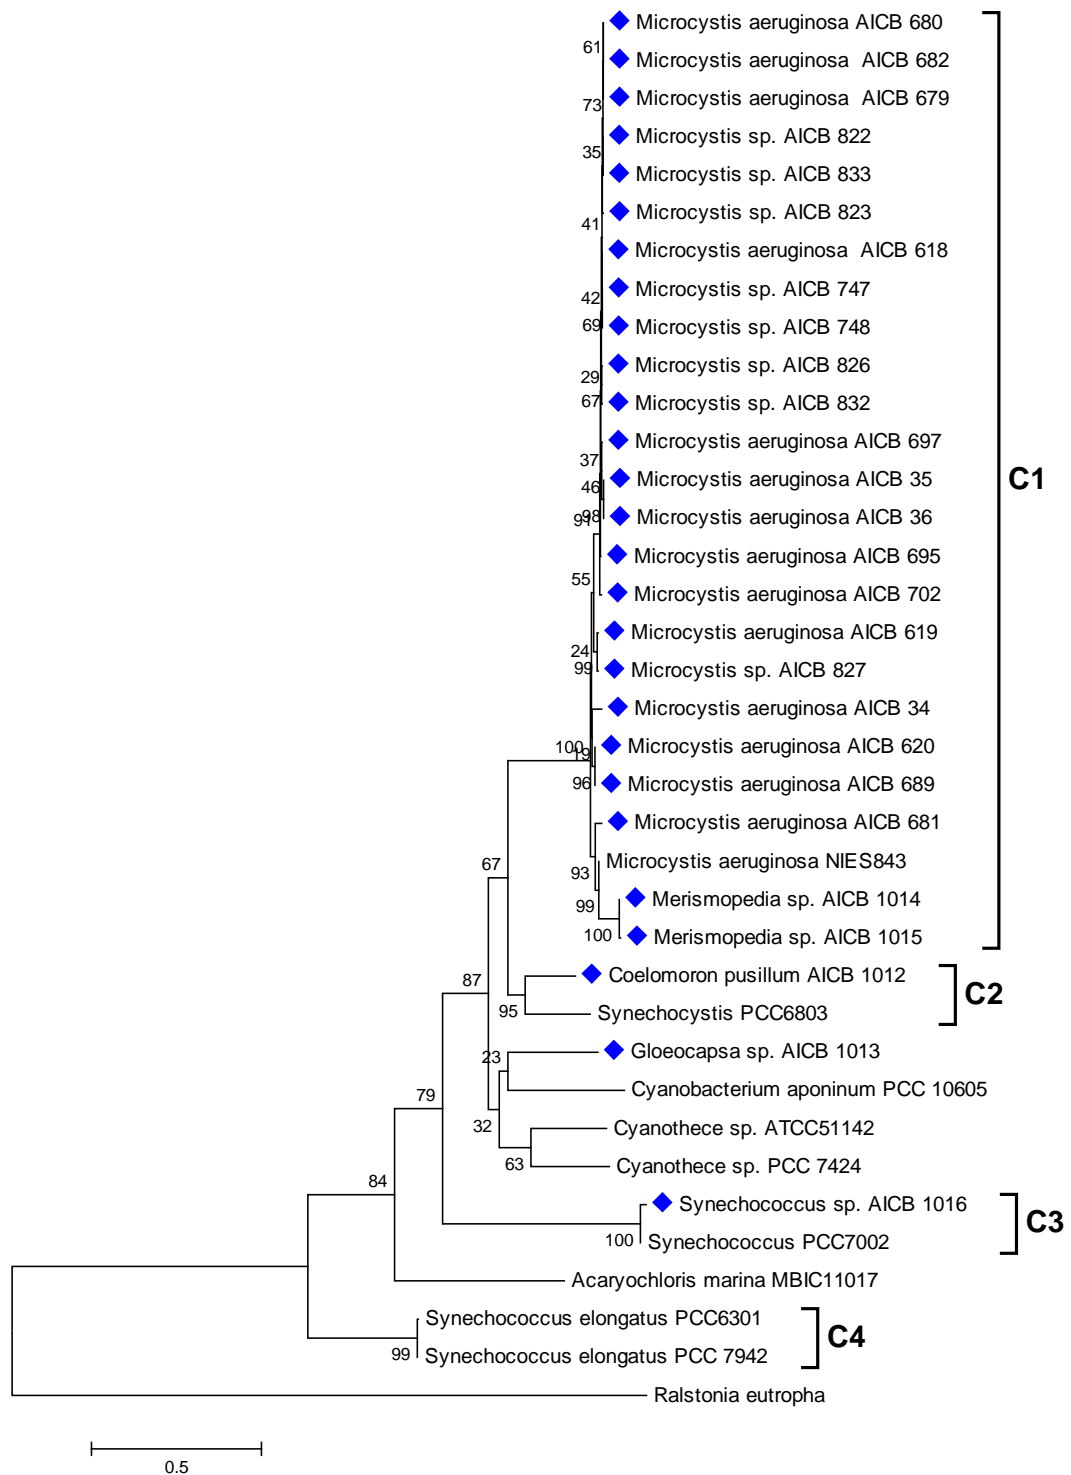 Microcystis aeruginosa AICB 680
61
Microcystis aeruginosa  AICB 682
Microcystis aeruginosa  AICB 679
73
Microcystis sp. AICB 822
35
Microcystis sp. AICB 833
Microcystis sp. AICB 823
41
Microcystis aeruginosa  AICB 618
Microcystis sp. AICB 747
42
Microcystis sp. AICB 748
69
Microcystis sp. AICB 826
29
Microcystis sp. AICB 832
67
Microcystis aeruginosa AICB 697
37
Microcystis aeruginosa AICB 35
C1
46
Microcystis aeruginosa AICB 36
98
91
Microcystis aeruginosa AICB 695
55
Microcystis aeruginosa AICB 702
Microcystis aeruginosa AICB 619
24
Microcystis sp. AICB 827
99
Microcystis aeruginosa AICB 34
Microcystis aeruginosa AICB 620
100
19
Microcystis aeruginosa AICB 689
96
Microcystis aeruginosa AICB 681
Microcystis aeruginosa NIES843
67
93
Merismopedia sp. AICB 1014
99
Merismopedia sp. AICB 1015
100
Coelomoron pusillum AICB 1012
87
C2
Synechocystis PCC6803
95
Gloeocapsa sp. AICB 1013
23
Cyanobacterium aponinum PCC 10605
79
Cyanothece sp. ATCC51142
32
Cyanothece sp. PCC 7424
63
84
Synechococcus sp. AICB 1016
C3
Synechococcus PCC7002
100
Acaryochloris marina MBIC11017
Synechococcus elongatus PCC6301
C4
Synechococcus elongatus PCC 7942
99
Ralstonia eutropha
0.5